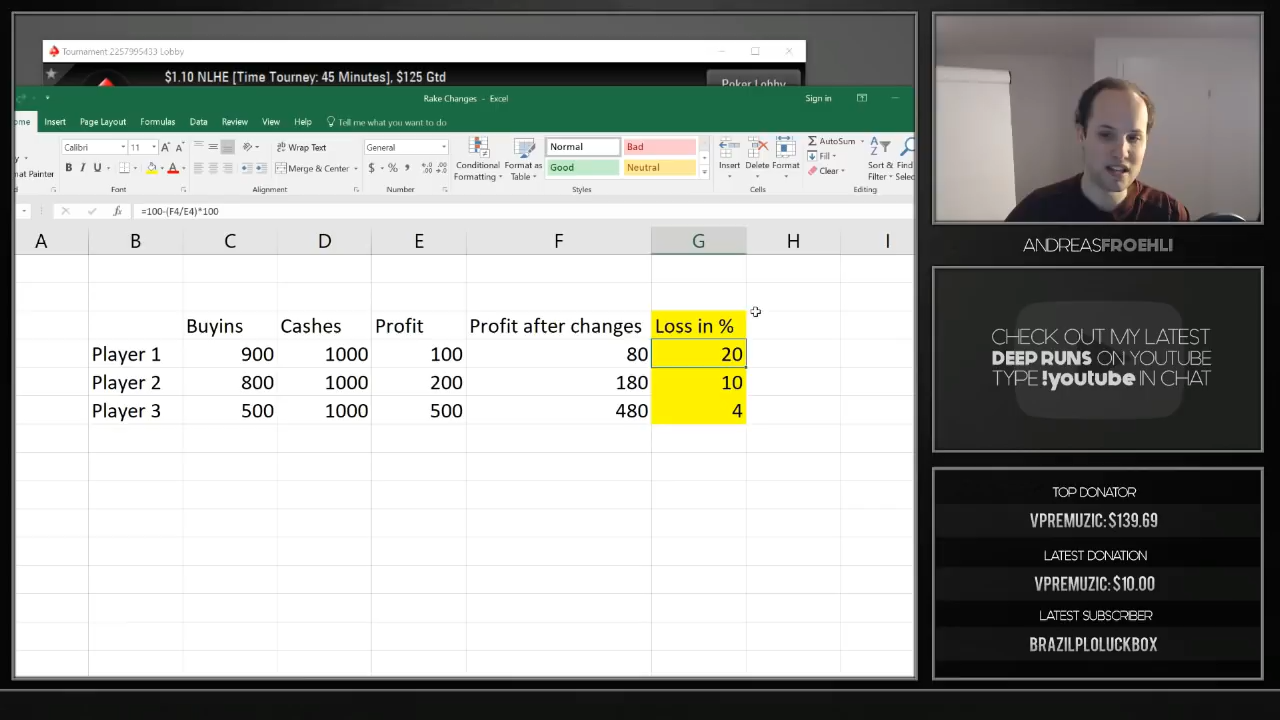 Tournament 2257995433 Lobby
$1.10 NLHE [Time Tourney: 45 Minutes], $125 Gtd
Poker Lobby
Rake Changes - Excel
Sign in
ome Insert Page Layout Formulas Data Review View Help Tell me what you want to do
Calibri 11 A A Wrap Text General Normal Bad AutoSum
Fill
B I U A Merge & Center $ % , Conditional Formatting Format as Table Good Neutral Insert Delete Format Clear Sort & Filter Find Selec
mat Painter
Font Alignment Number Styles Cells Editing
fx =100-(F4/E4)*100
A B C D E F G H I
Buyins Cashes Profit Profit after changes Loss in %
Player 1 900 1000 100 80 20
Player 2 800 1000 200 180 10
Player 3 500 1000 500 480 4
ANDREASFROEHLI
CHECK OUT MY LATEST
DEEP RUNS ON YOUTUBE
TYPE !youtube IN CHAT
TOP DONATOR
VPREMUZIC: $139.69
LATEST DONATION
VPREMUZIC: $10.00
LATEST SUBSCRIBER
BRAZILPLOLUCKBOX